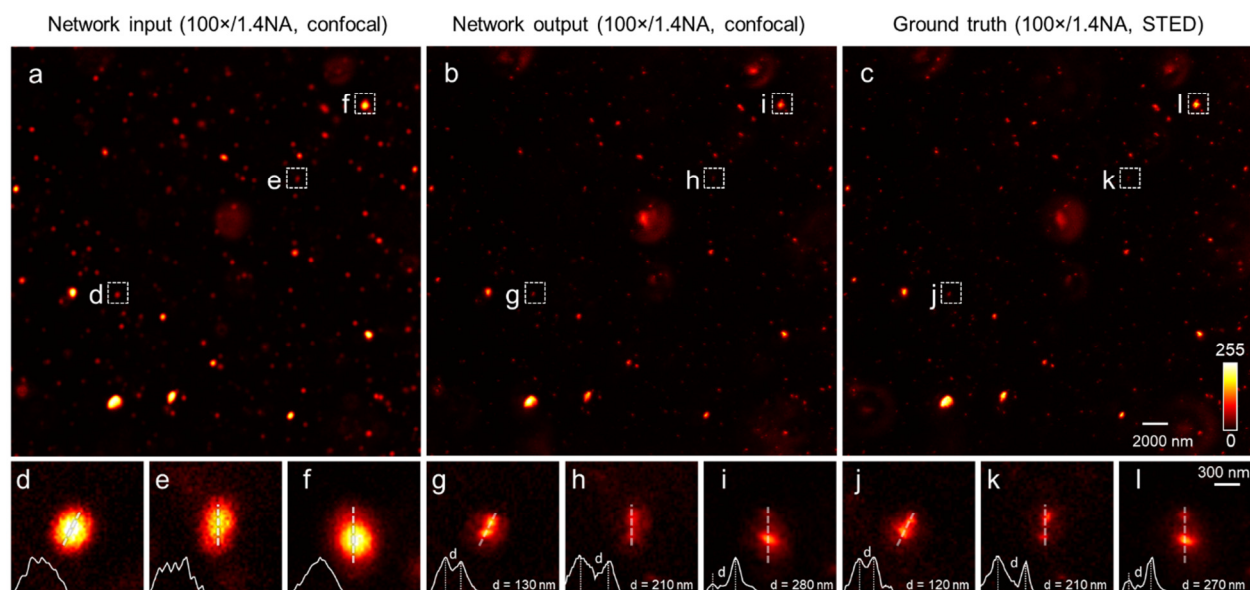 Network input (100×/1.4NA, confocal)
Network output (100×/1.4NA, confocal)
Ground truth (100×/1.4NA, STED)
a
b
c
f
i
l
e
h
k
d
g
j
255
0
2000 nm
d
e
f
g
d
d = 130 nm
h
d
d = 210 nm
i
d
d = 280 nm
j
d
d = 120 nm
k
d
d = 210 nm
l
300 nm
d
d = 270 nm